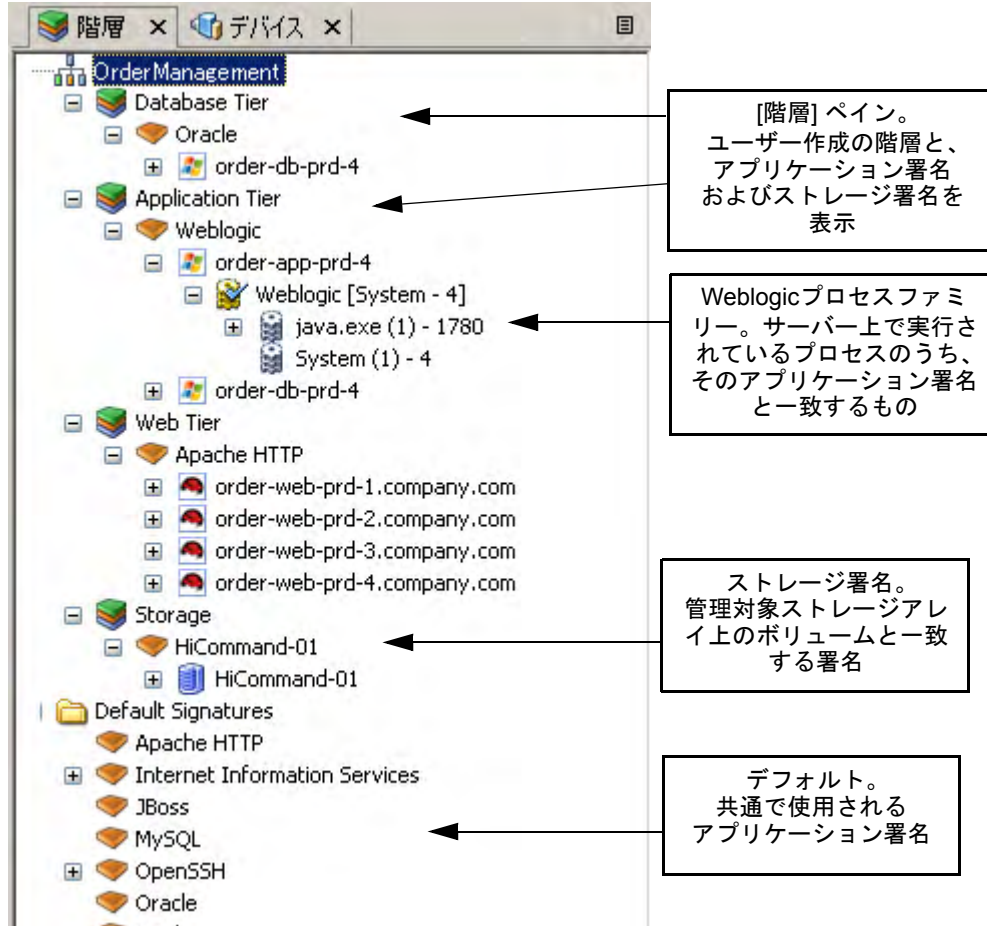 階層
デバイス
OrderManagement
Database Tier
Oracle
order-db-prd-4
Application Tier
Weblogic
order-app-prd-4
Weblogic [System - 4]
java.exe (1) - 1780
System (1) - 4
order-db-prd-4
Web Tier
Apache HTTP
order-web-prd-1.company.com
order-web-prd-2.company.com
order-web-prd-3.company.com
order-web-prd-4.company.com
Storage
HiCommand-01
HiCommand-01
Default Signatures
Apache HTTP
Internet Information Services
JBoss
MySQL
OpenSSH
Oracle
[階層] ペイン。
ユーザー作成の階層と、
アプリケーション署名
およびストレージ署名を
表示
Weblogicプロセスファミ
リー。サーバー上で実行さ
れているプロセスのうち、
そのアプリケーション署名
と一致するもの
ストレージ署名。
管理対象ストレージアレ
イ上のボリュームと一致
する署名
デフォルト。
共通で使用される
アプリケーション署名